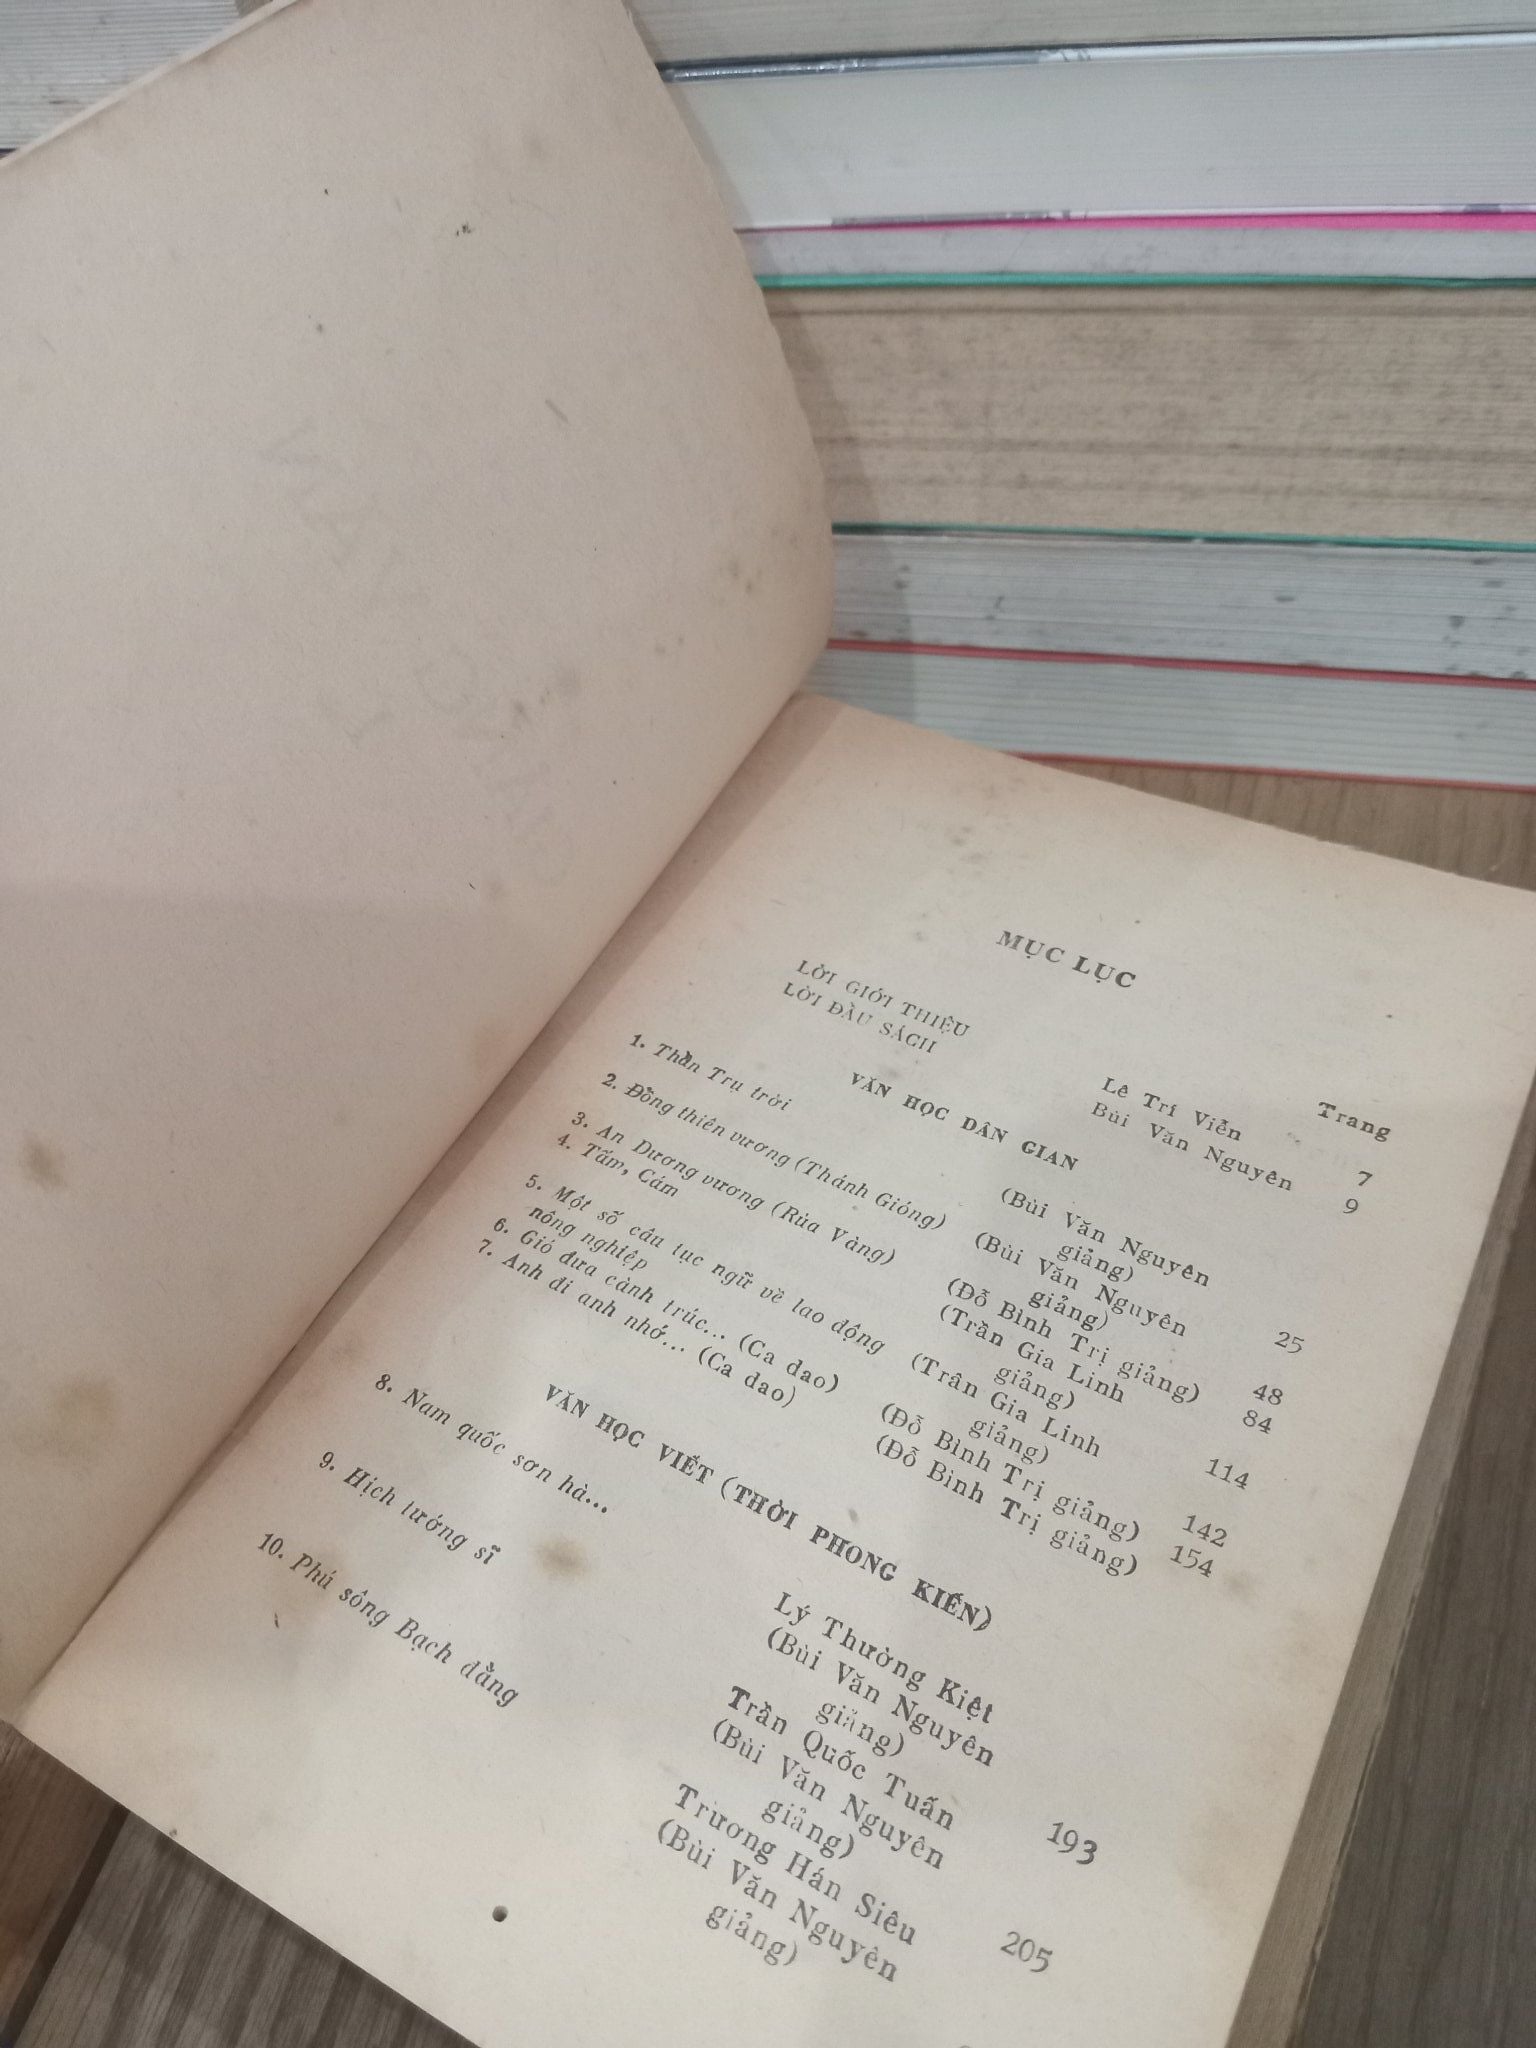 MỤC LỤC
Trang
LỜI GIỚI THIỆU Lê Trí Viễn 7
LỜI ĐẦU SÁCH Bùi Văn Nguyên 9
VĂN HỌC DÂN GIAN
1. Thần Trụ trời (Bùi Văn Nguyên
giảng)
2. Đồng thiên vương (Thánh Gióng) (Bùi Văn Nguyên
giảng) 25
3. An Dương vương (Rùa Vàng) (Đỗ Bình Trị giảng) 48
4. Tấm, Cám (Trần Gia Linh 84
giảng)
5. Một số câu tục ngữ về lao động (Trần Gia Linh
nông nghiệp giảng) 114
6. Gió đưa cành trúc... (Ca dao) (Đỗ Bình Trị giảng) 142
7. Anh đi anh nhớ... (Ca dao) (Đỗ Bình Trị giảng) 154
VĂN HỌC VIẾT (THỜI PHONG KIẾN)
8. Nam quốc sơn hà... Lý Thường Kiệt
(Bùi Văn Nguyên
giảng)
9. Hịch tướng sĩ Trần Quốc Tuấn
(Bùi Văn Nguyên 193
giảng)
10. Phú sông Bạch đằng Trương Hán Siêu
(Bùi Văn Nguyên 205
giảng)